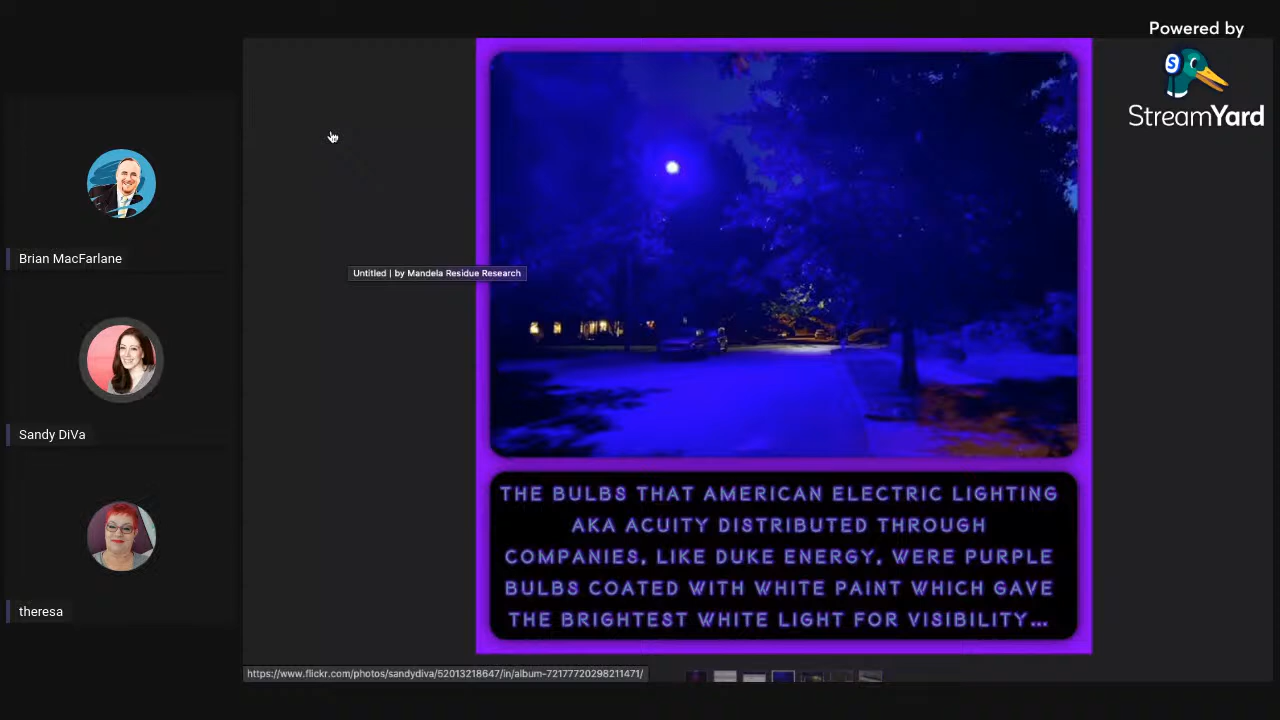 Powered by
StreamYard
Brian MacFarlane
Untitled | by Mandela Residue Research
Sandy DiVa
THE BULBS THAT AMERICAN ELECTRIC LIGHTING
AKA ACUITY DISTRIBUTED THROUGH
COMPANIES, LIKE DUKE ENERGY, WERE PURPLE
BULBS COATED WITH WHITE PAINT WHICH GAVE
THE BRIGHTEST WHITE LIGHT FOR VISIBILITY...
theresa
https://www.flickr.com/photos/sandydiva/52013218647/in/album-72177720298211471/